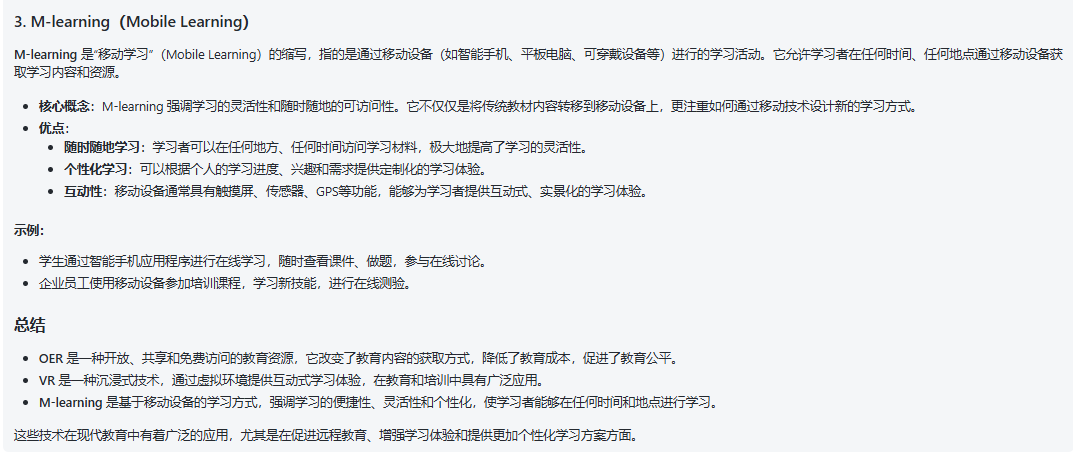 3. M-learning（Mobile Learning）
M-learning 是“移动学习”（Mobile Learning）的缩写，指的是通过移动设备（如智能手机、平板电脑、可穿戴设备等）进行的学习活动。它允许学习者在任何时间、任何地点通过移动设备获
取学习内容和资源。
核心概念：M-learning 强调学习的灵活性和随时随地的可访问性。它不仅仅是将传统教材内容转移到移动设备上，更注重如何通过移动技术设计新的学习方式。
优点：
随时随地学习：学习者可以在任何地方、任何时间访问学习材料，极大地提高了学习的灵活性。
个性化学习：可以根据个人的学习进度、兴趣和需求提供定制化的学习体验。
互动性：移动设备通常具有触摸屏、传感器、GPS等功能，能够为学习者提供互动式、实景化的学习体验。
示例：
学生通过智能手机应用程序进行在线学习，随时查看课件、做题，参与在线讨论。
企业员工使用移动设备参加培训课程，学习新技能，进行在线测验。
总结
OER 是一种开放、共享和免费访问的教育资源，它改变了教育内容的获取方式，降低了教育成本，促进了教育公平。
VR 是一种沉浸式技术，通过虚拟环境提供互动式学习体验，在教育和培训中具有广泛应用。
M-learning 是基于移动设备的学习方式，强调学习的便捷性、灵活性和个性化，使学习者能够在任何时间和地点进行学习。
这些技术在现代教育中有着广泛的应用，尤其是在促进远程教育、增强学习体验和提供更加个性化学习方案方面。